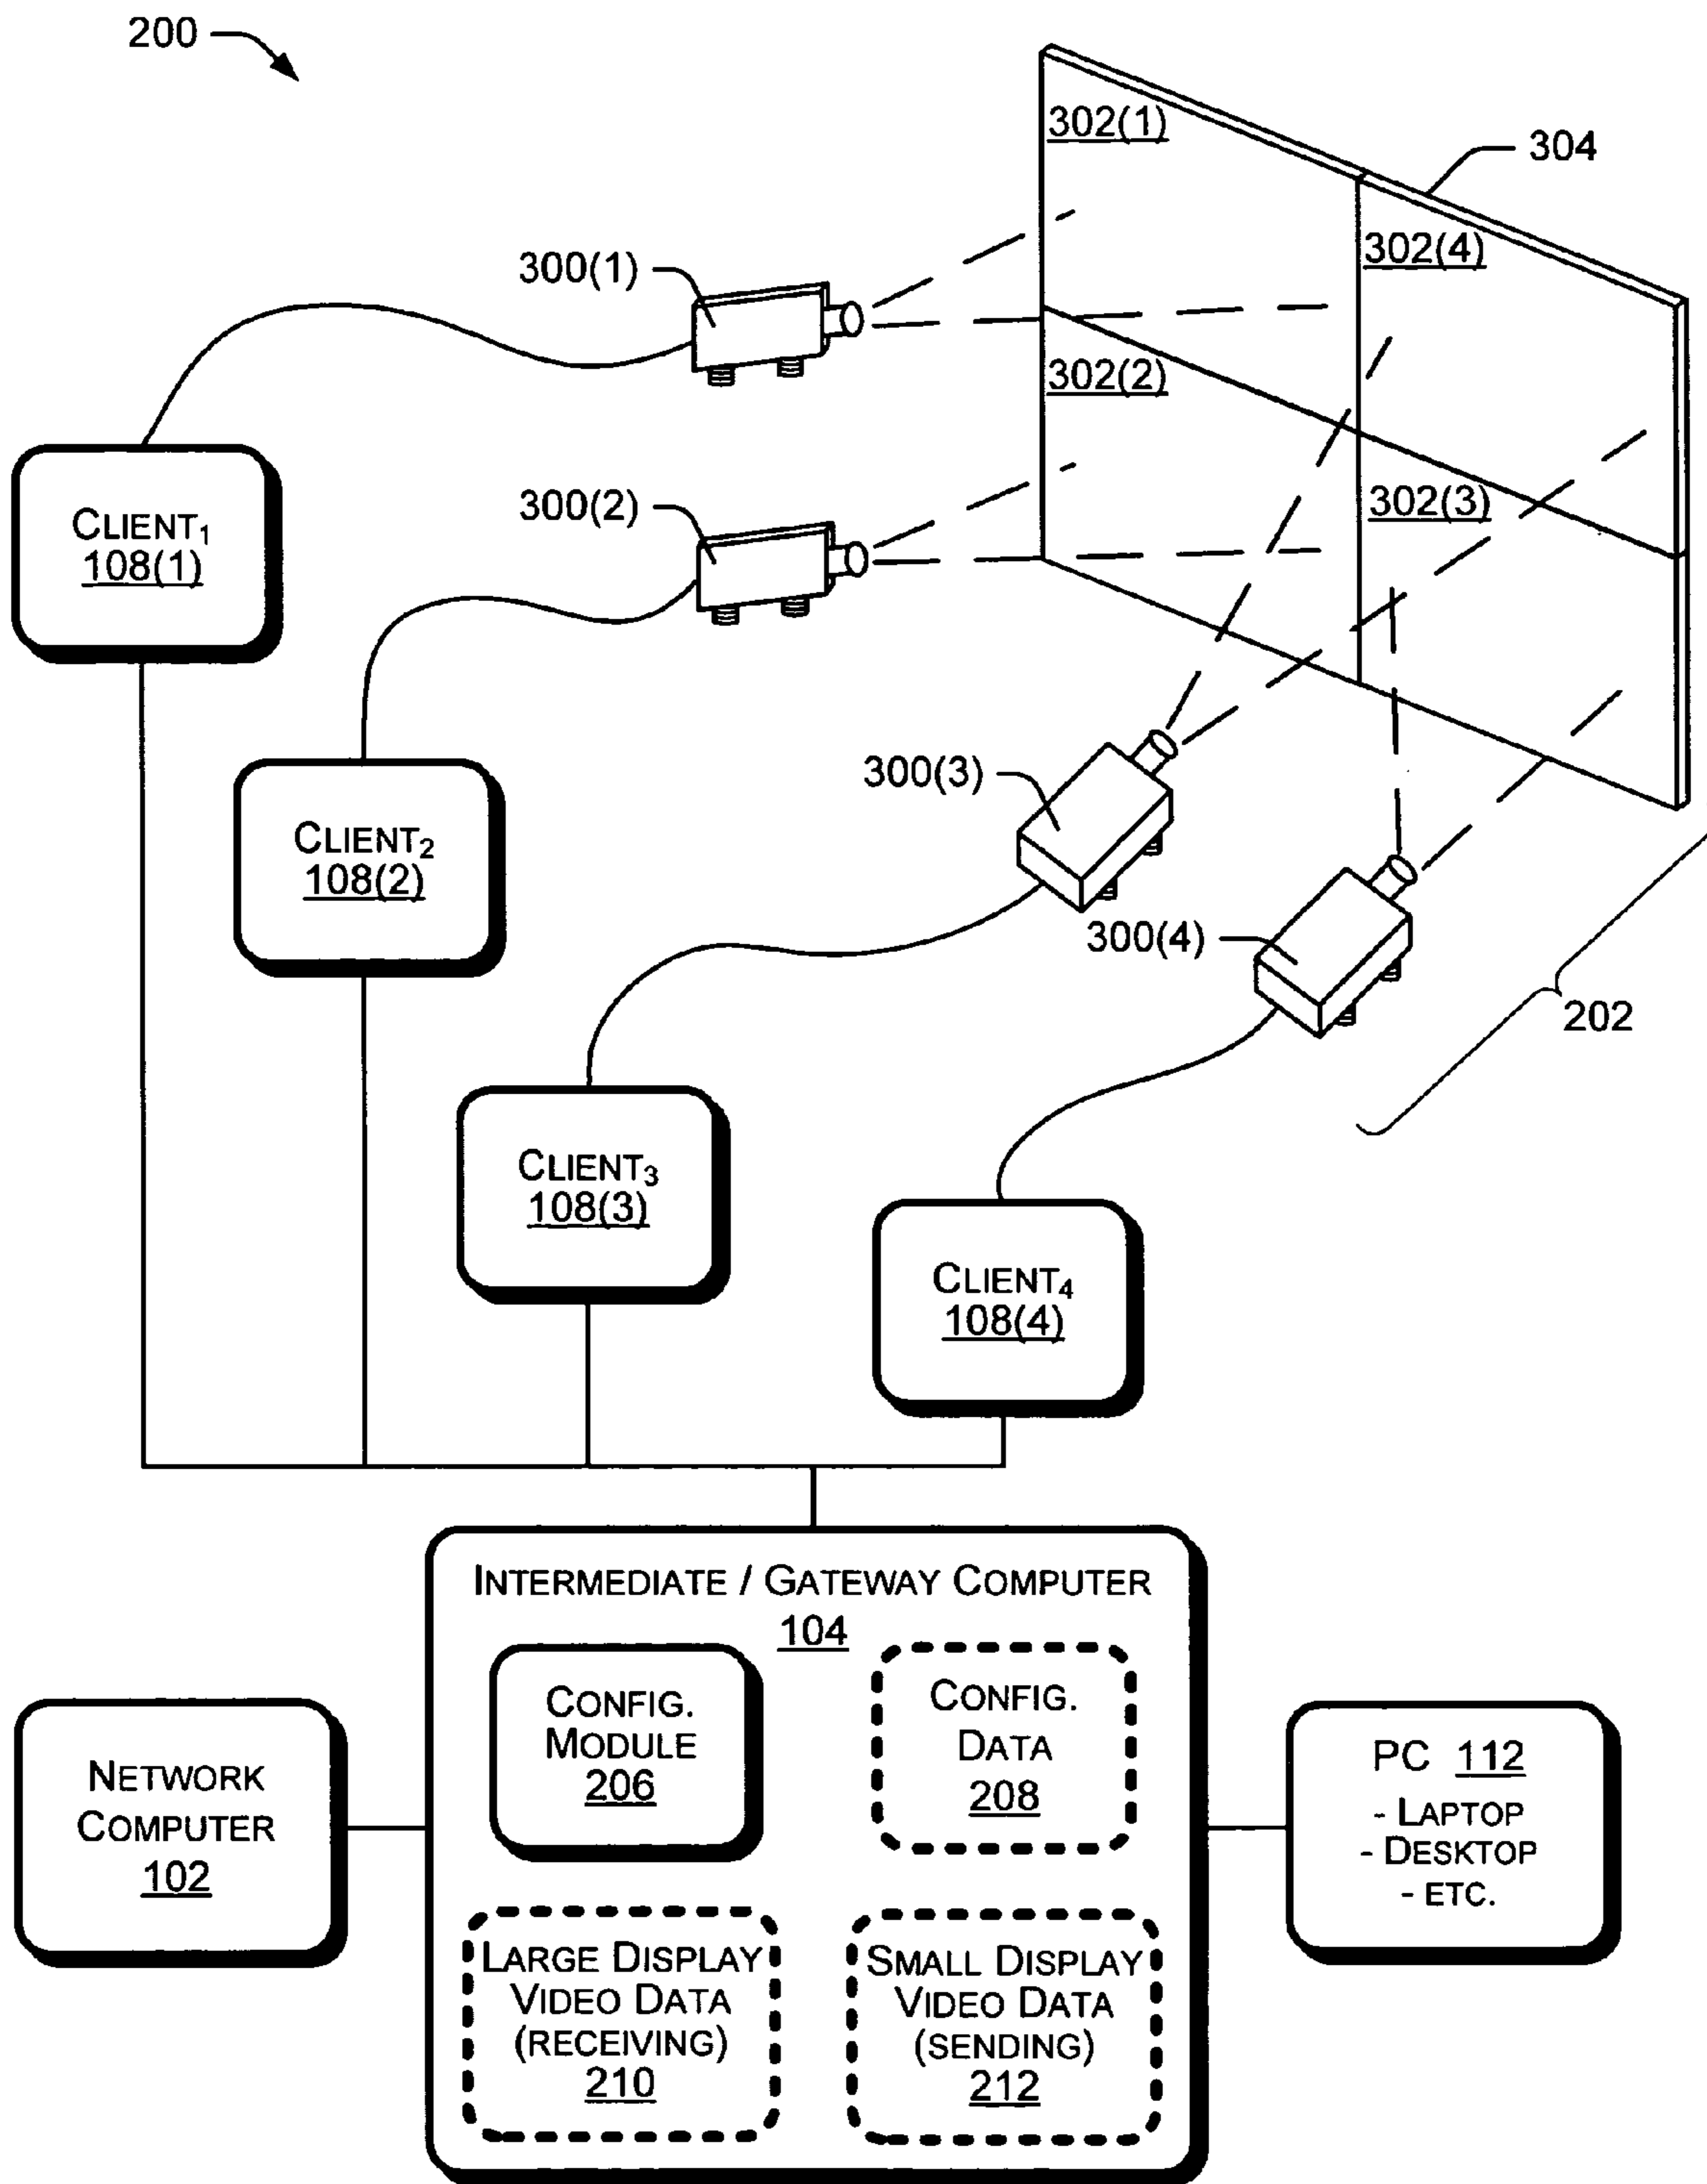 200
302(1)
304
302(4)
300(1)
302(2)
300(2)
302(3)
CLIENT1
108(1)
300(3)
CLIENT2
108(2)
300(4)
202
CLIENT3
108(3)
CLIENT4
108(4)
INTERMEDIATE / GATEWAY COMPUTER
104
CONFIG.
MODULE
206
CONFIG.
DATA
208
NETWORK
COMPUTER
102
PC 112
- LAPTOP
- DESKTOP
- ETC.
LARGE DISPLAY
VIDEO DATA
(RECEIVING)
210
SMALL DISPLAY
VIDEO DATA
(SENDING)
212